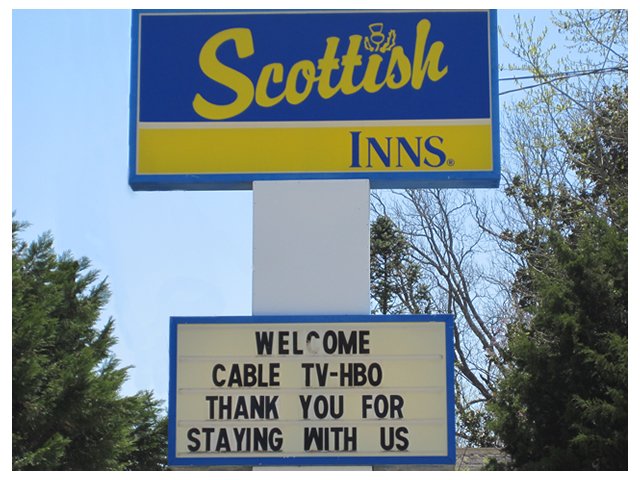 Scottish
INNS®
WELCOME
CABLE TV-HBO
THANK YOU FOR
STAYING WITH US